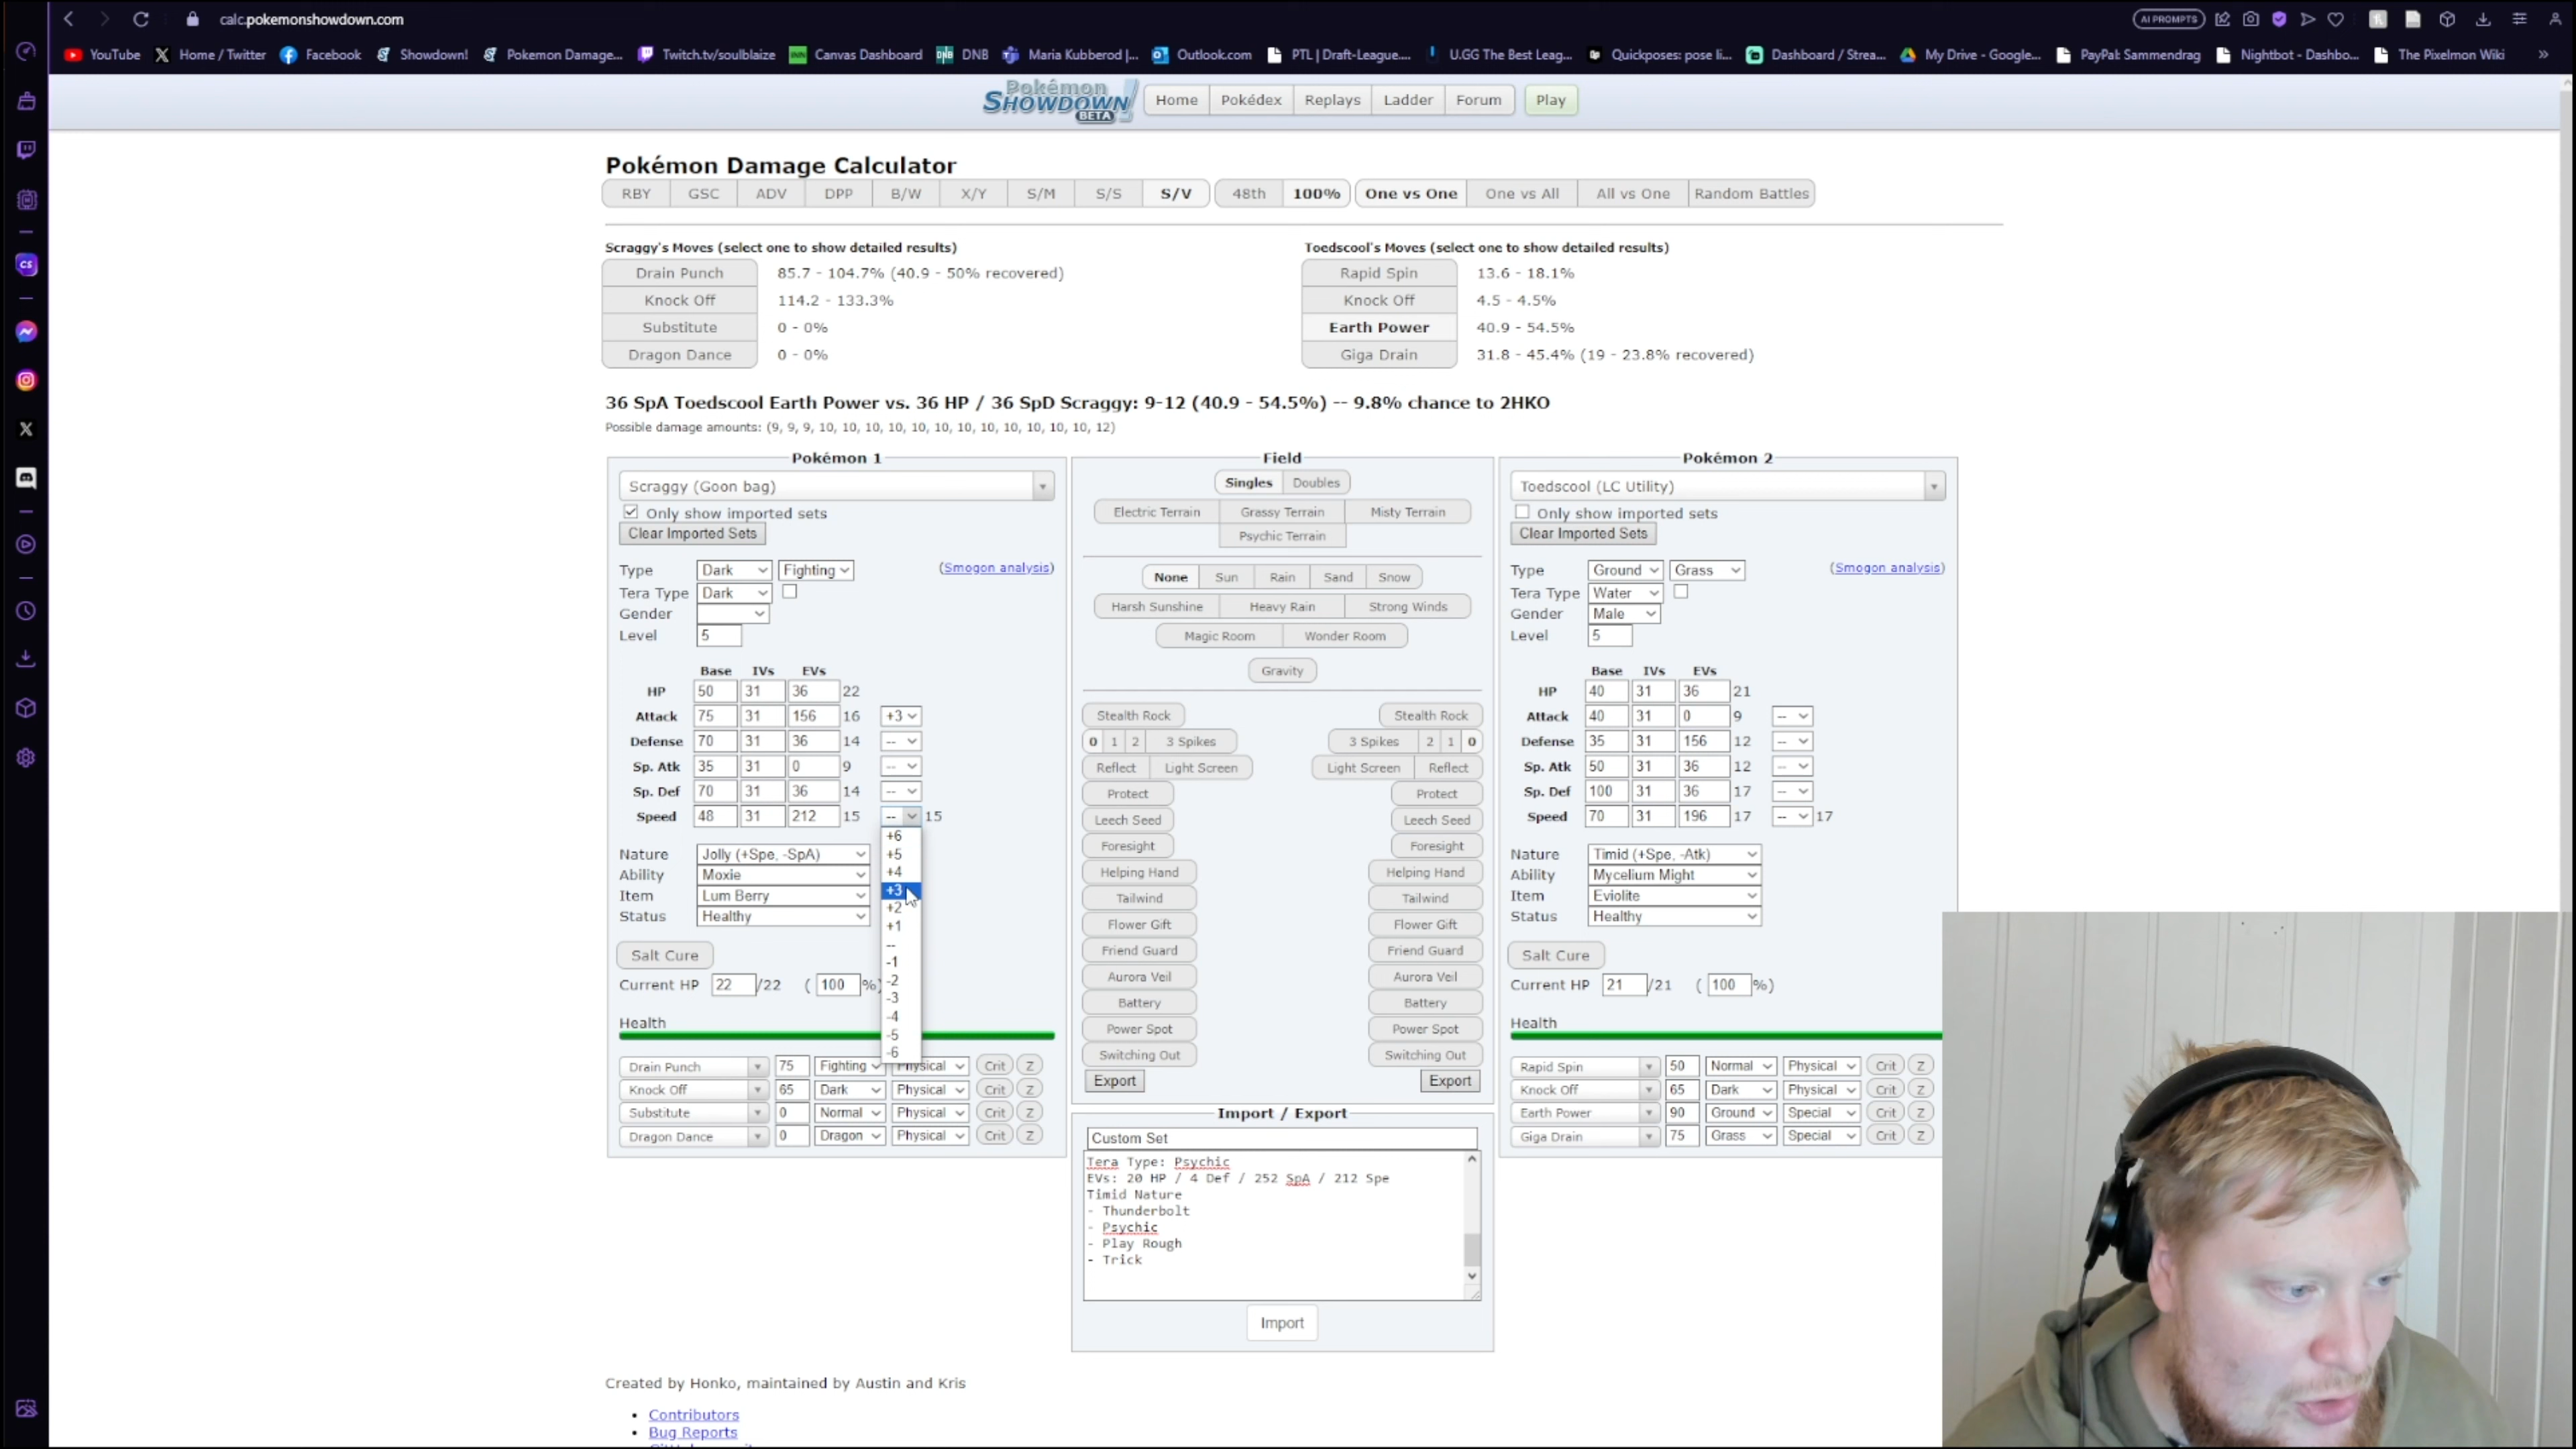 calc.pokemonshowdown.com
AI PROMPTS
YouTube Home / Twitter Facebook Showdown! Pokemon Damage... Twitch.tv/soulblaize Canvas Dashboard DNB Maria Kubberod |... Outlook.com PTL | Draft-League.... U.GG The Best Leag... Quickposes: pose li... Dashboard / Strea... My Drive - Google... PayPal: Sammendrag Nightbot - Dashbo... The Pixelmon Wiki »
Pokémon SHOWDOWN! BETA Home Pokédex Replays Ladder Forum Play
Pokémon Damage Calculator
RBY GSC ADV DPP B/W X/Y S/M S/S S/V 48th 100% One vs One One vs All All vs One Random Battles
Scraggy's Moves (select one to show detailed results)
Drain Punch 85.7 - 104.7% (40.9 - 50% recovered)
Knock Off 114.2 - 133.3%
Substitute 0 - 0%
Dragon Dance 0 - 0%
Toedscool's Moves (select one to show detailed results)
Rapid Spin 13.6 - 18.1%
Knock Off 4.5 - 4.5%
Earth Power 40.9 - 54.5%
Giga Drain 31.8 - 45.4% (19 - 23.8% recovered)
36 SpA Toedscool Earth Power vs. 36 HP / 36 SpD Scraggy: 9-12 (40.9 - 54.5%) -- 9.8% chance to 2HKO
Possible damage amounts: (9, 9, 9, 10, 10, 10, 10, 10, 10, 10, 10, 10, 10, 10, 10, 12)
Pokémon 1
Scraggy (Goon bag)
Only show imported sets
Clear Imported Sets
Type Dark Fighting (Smogon analysis)
Tera Type Dark
Gender
Level 5
Base IVs EVs
HP 50 31 36 22
Attack 75 31 156 16 +3
Defense 70 31 36 14 --
Sp. Atk 35 31 0 9 --
Sp. Def 70 31 36 14 --
Speed 48 31 212 15 -- 15
+6
+5
+4
+3
+2
+1
--
-1
-2
-3
-4
-5
-6
Nature Jolly (+Spe, -SpA)
Ability Moxie
Item Lum Berry
Status Healthy
Salt Cure
Current HP 22 /22 ( 100 %)
Health
Drain Punch 75 Fighting Physical Crit Z
Knock Off 65 Dark Physical Crit Z
Substitute 0 Normal Physical Crit Z
Dragon Dance 0 Dragon Physical Crit Z
Field
Singles Doubles
Electric Terrain Grassy Terrain Misty Terrain
Psychic Terrain
None Sun Rain Sand Snow
Harsh Sunshine Heavy Rain Strong Winds
Magic Room Wonder Room
Gravity
Stealth Rock Stealth Rock
0 1 2 3 Spikes 3 Spikes 2 1 0
Reflect Light Screen Light Screen Reflect
Protect Protect
Leech Seed Leech Seed
Foresight Foresight
Helping Hand Helping Hand
Tailwind Tailwind
Flower Gift Flower Gift
Friend Guard Friend Guard
Aurora Veil Aurora Veil
Battery Battery
Power Spot Power Spot
Switching Out Switching Out
Export Export
Import / Export
Custom Set
Tera Type: Psychic
EVs: 20 HP / 4 Def / 252 SpA / 212 Spe
Timid Nature
- Thunderbolt
- Psychic
- Play Rough
- Trick
Import
Pokémon 2
Toedscool (LC Utility)
Only show imported sets
Clear Imported Sets
Type Ground Grass (Smogon analysis)
Tera Type Water
Gender Male
Level 5
Base IVs EVs
HP 40 31 36 21
Attack 40 31 0 9 --
Defense 35 31 156 12 --
Sp. Atk 50 31 36 12 --
Sp. Def 100 31 36 17 --
Speed 70 31 196 17 -- 17
Nature Timid (+Spe, -Atk)
Ability Mycelium Might
Item Eviolite
Status Healthy
Salt Cure
Current HP 21 /21 ( 100 %)
Health
Rapid Spin 50 Normal Physical Crit Z
Knock Off 65 Dark Physical Crit Z
Earth Power 90 Ground Special Crit Z
Giga Drain 75 Grass Special Crit Z
Created by Honko, maintained by Austin and Kris
Contributors
Bug Reports